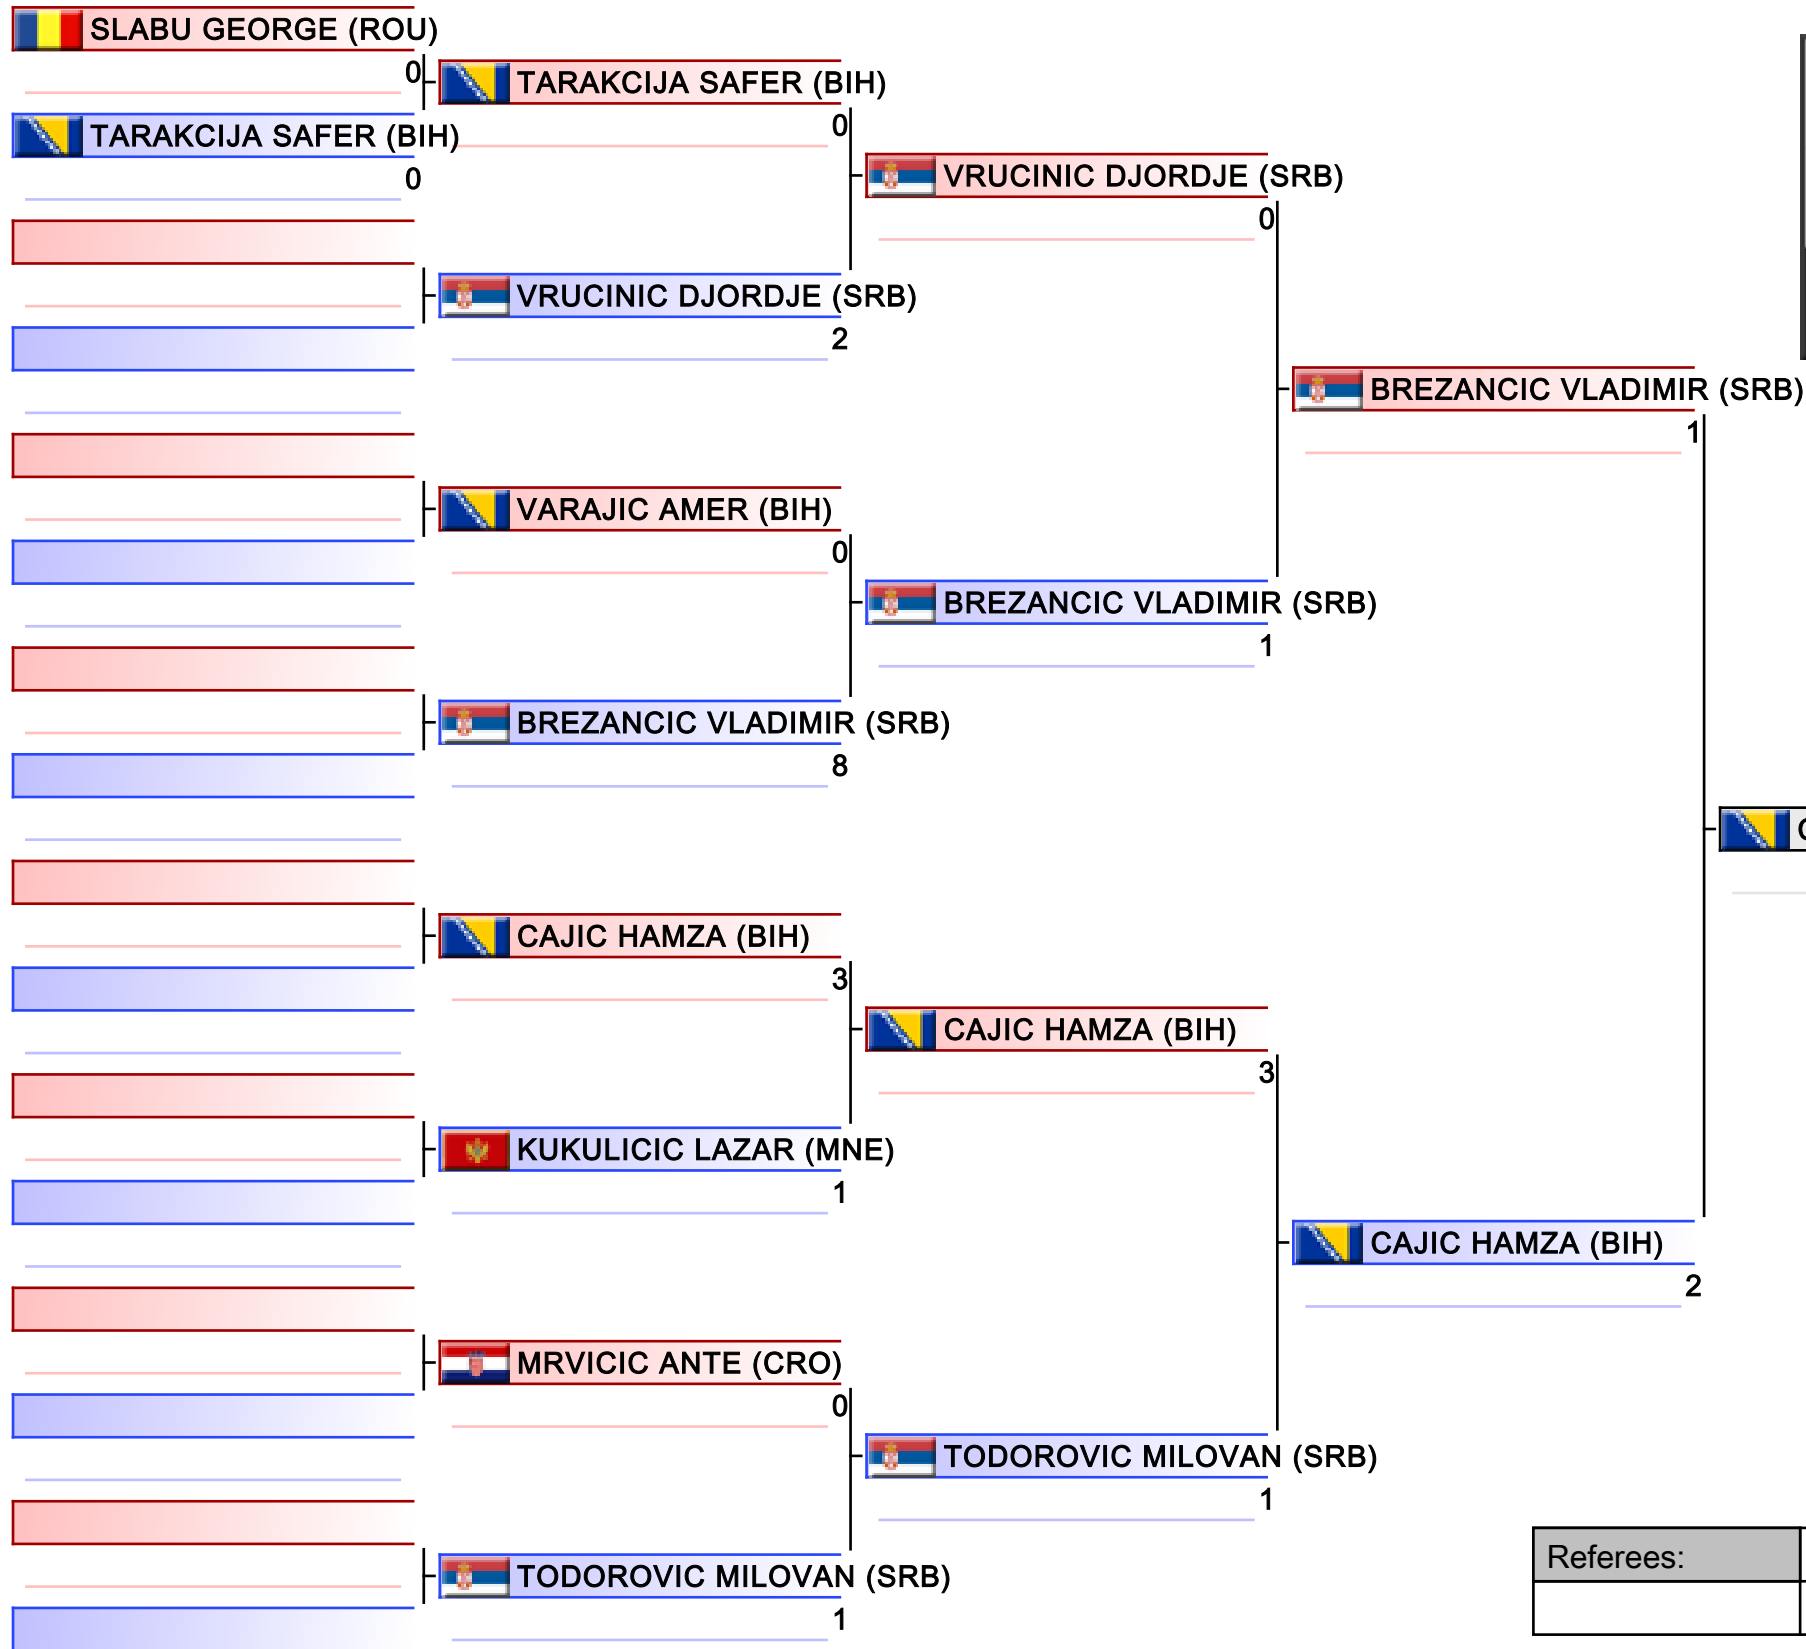 SLABU GEORGE (ROU)
0
TARAKCIJA SAFER (BIH)
0
TARAKCIJA SAFER (BIH)
0
VRUCINIC DJORDJE (SRB)
2
VARAJIC AMER (BIH)
0
BREZANCIC VLADIMIR (SRB)
8
CAJIC HAMZA (BIH)
3
KUKULICIC LAZAR (MNE)
1
MRVICIC ANTE (CRO)
0
TODOROVIC MILOVAN (SRB)
1
VRUCINIC DJORDJE (SRB)
0
BREZANCIC VLADIMIR (SRB)
1
CAJIC HAMZA (BIH)
3
TODOROVIC MILOVAN (SRB)
1
BREZANCIC VLADIMIR (SRB)
1
CAJIC HAMZA (BIH)
2
Referees: